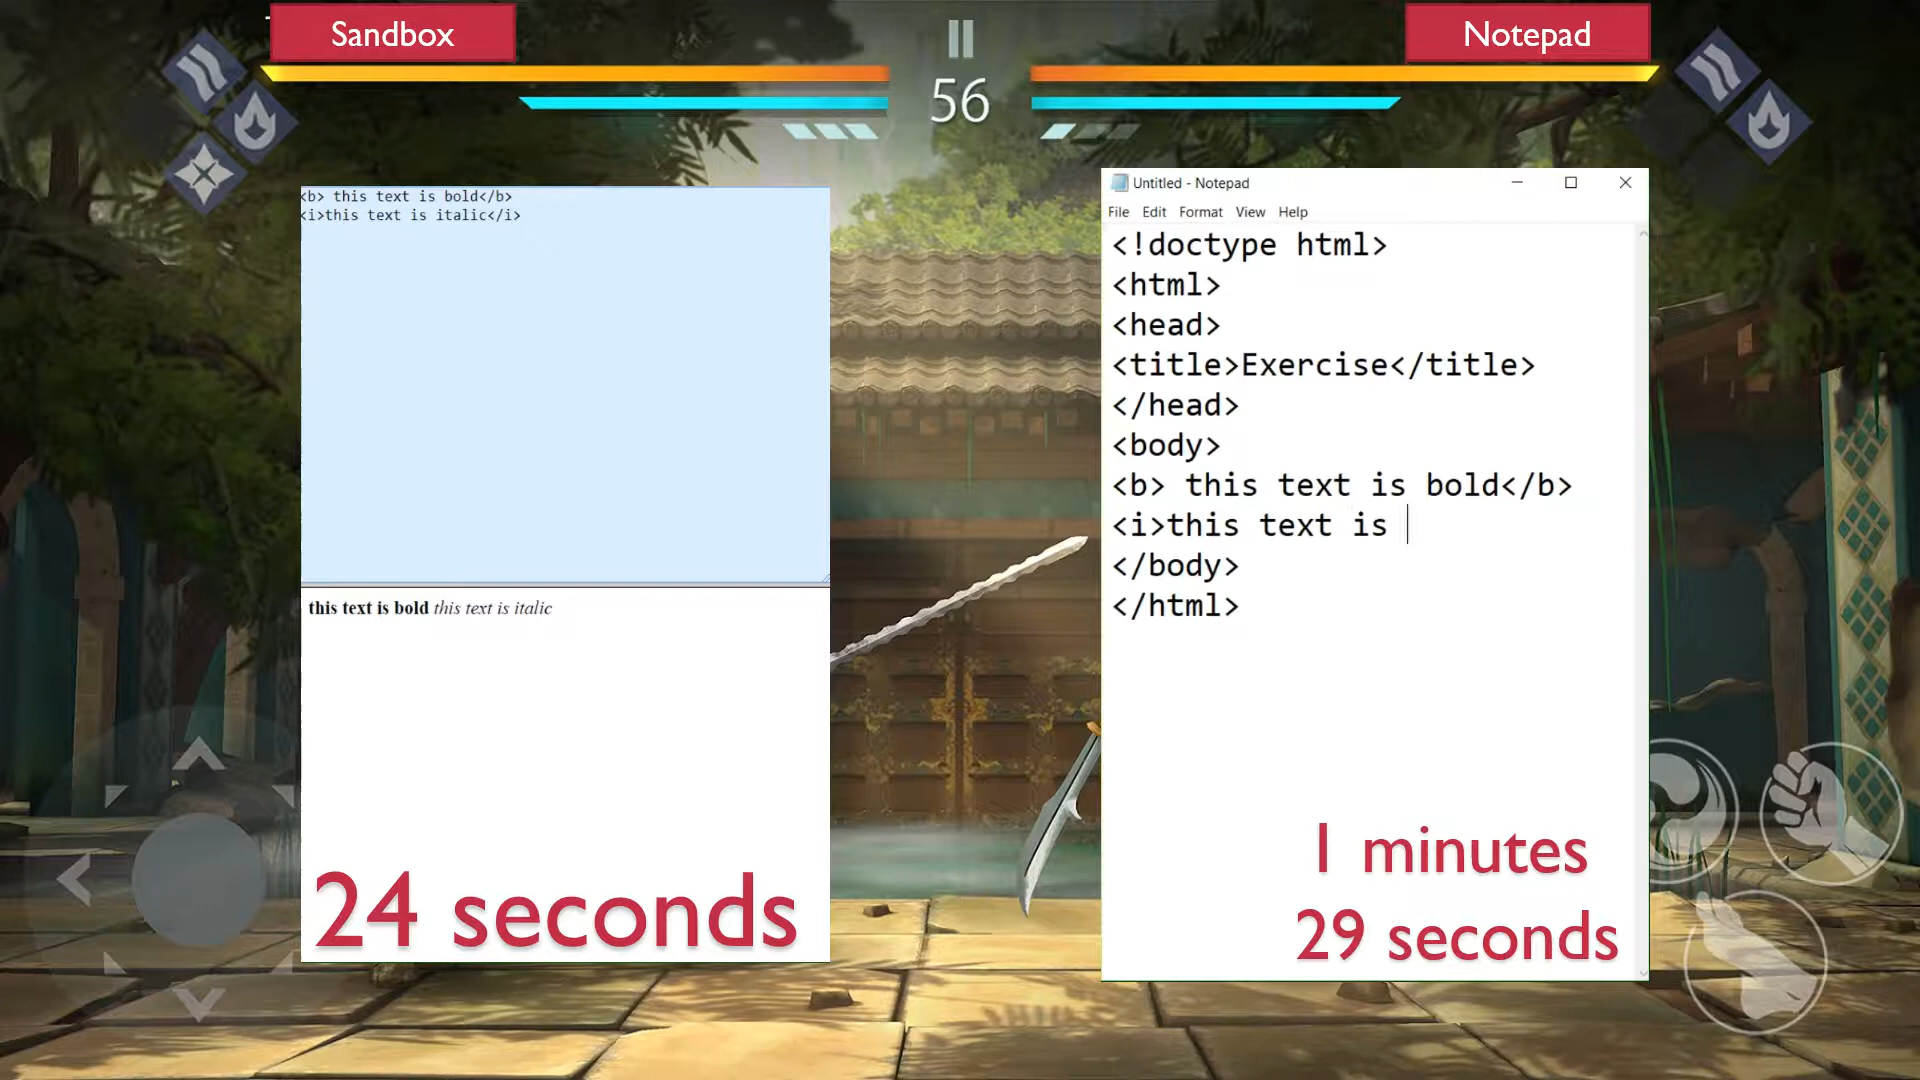 Sandbox
Notepad
56
<b> this text is bold</b>
<i>this text is italic</i>
this text is bold this text is italic
24 seconds
Untitled - Notepad
File Edit Format View Help
<!doctype html>
<html>
<head>
<title>Exercise</title>
</head>
<body>
<b> this text is bold</b>
<i>this text is
</body>
</html>
1 minutes
29 seconds